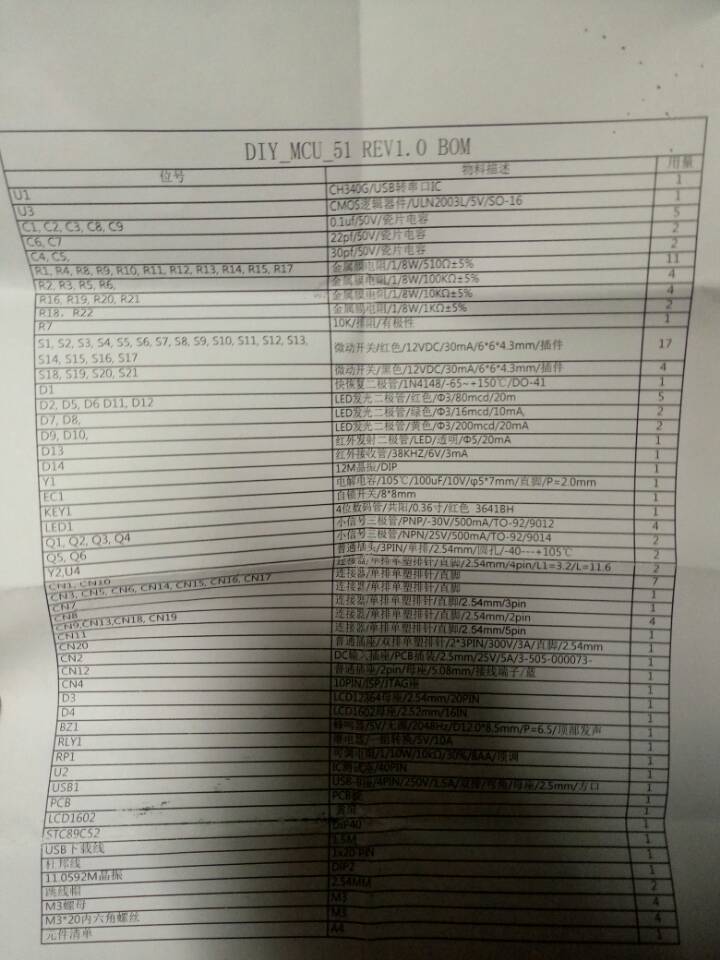 DIY_MCU_51 REV1.0 BOM
位号 物料描述 用量
U1 CH340G/USB转串口IC 1
U3 CMOS逻辑器件/ULN2003L/5V/SO-16 1
C1, C2, C3, C8, C9 0.1uf/50V/瓷片电容 5
C6, C7 22pf/50V/瓷片电容 2
C4, C5, 30pf/50V/瓷片电容 2
R1, R4, R8, R9, R10, R11, R12, R13, R14, R15, R17 金属膜电阻/1/8W/510Ω±5% 11
R2, R3, R5, R6, 金属膜电阻/1/8W/100KΩ±5% 4
R16, R19, R20, R21 金属膜电阻/1/8W/10KΩ±5% 4
R18, R22 金属膜电阻/1/8W/1KΩ±5% 2
R7 10K/排阻/有极性 1
S1, S2, S3, S4, S5, S6, S7, S8, S9, S10, S11, S12, S13,
S14, S15, S16, S17 微动开关/红色/12VDC/30mA/6*6*4.3mm/插件 17
S18, S19, S20, S21 微动开关/黑色/12VDC/30mA/6*6*4.3mm/插件 4
D1 快恢复二极管/1N4148/-65~+150℃/DO-41 1
D2, D5, D6 D11, D12 LED发光二极管/红色/Φ3/80mcd/20m 5
D7, D8, LED发光二极管/绿色/Φ3/16mcd/10mA, 2
D9, D10, LED发光二极管/黄色/Φ3/200mcd/20mA 2
D13 红外发射二极管/LED/透明/Φ5/20mA 1
D14 红外接收管/38KHZ/6V/3mA 1
Y1 12M晶振/DIP 1
EC1 电解电容/105℃/100uF/10V/φ5*7mm/直脚/P=2.0mm 1
KEY1 自锁开关/8*8mm 1
LED1 4位数码管/共阳/0.36寸/红色 3641BH 1
Q1, Q2, Q3, Q4 小信号三极管/PNP/-30V/500mA/TO-92/9012 4
Q5, Q6 小信号三极管/NPN/25V/500mA/TO-92/9014 2
Y2,U4 普通插头/3PIN/单排/2.54mm/圆孔/-40---+105℃ 2
CN1, CN10 连接器/单排单塑排针/直脚/2.54mm/4pin/L1=3.2/L=11.6 2
CN3, CN5, CN6, CN14, CN15, CN16, CN17 连接器/单排单塑排针/直脚 7
CN7 连接器/单排单塑排针/直脚 1
CN8 连接器/单排单塑排针/直脚/2.54mm/3pin 1
CN9,CN13,CN18, CN19 连接器/单排单塑排针/直脚/2.54mm/2pin 4
CN11 连接器/单排单塑排针/直脚/2.54mm/5pin 1
CN20 普通插座/双排单塑排针/2*3PIN/300V/3A/直脚/2.54mm 1
CN2 DC输入插座/PCB插装/2.5mm/25V/5A/3-505-000073- 1
CN12 普通插座/2pin/母座/5.08mm/接线端子/蓝 1
CN4 10PIN/ISP/JTAG座 1
D3 LCD12864母座/2.54mm/20PIN 1
D4 LCD1602母座/2.52mm/16IN 1
BZ1 蜂鸣器/5V/无源/2048Hz/D12.0*8.5mm/P=6.5/顶部发声 1
RLY1 继电器/一路转换/5V/10A 1
RP1 可调电阻/1/10W/10kΩ/30%/8AA/顶调 1
U2 IC测试座/40PIN 1
USB1 USB-B座/4PIN/250V/1.5A/双排/弯角/母座/2.5mm/方口 1
PCB PCB板 1
LCD1602 1
STC89C52 DIP40 1
USB下载线 1.5M 1
杜邦线 1x20 PIN 1
11.0592M晶振 DIP2 1
跳线帽 2.54MM 2
M3螺母 M3 4
M3*20内六角螺丝 M3 4
元件清单 A4 1